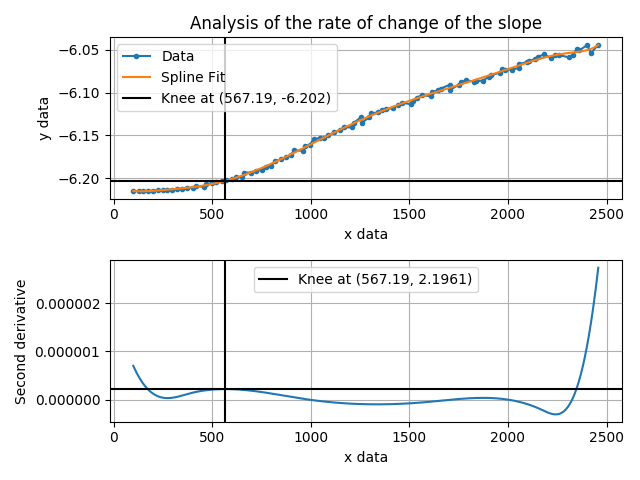 Analysis of the rate of change of the slope
Data
Spline Fit
Knee at (567.19, -6.202)
−6.05
−6.10
−6.15
−6.20
y data
0 500 1000 1500 2000 2500
x data
Knee at (567.19, 2.1961)
0.000002
0.000001
0.000000
Second derivative
0 500 1000 1500 2000 2500
x data